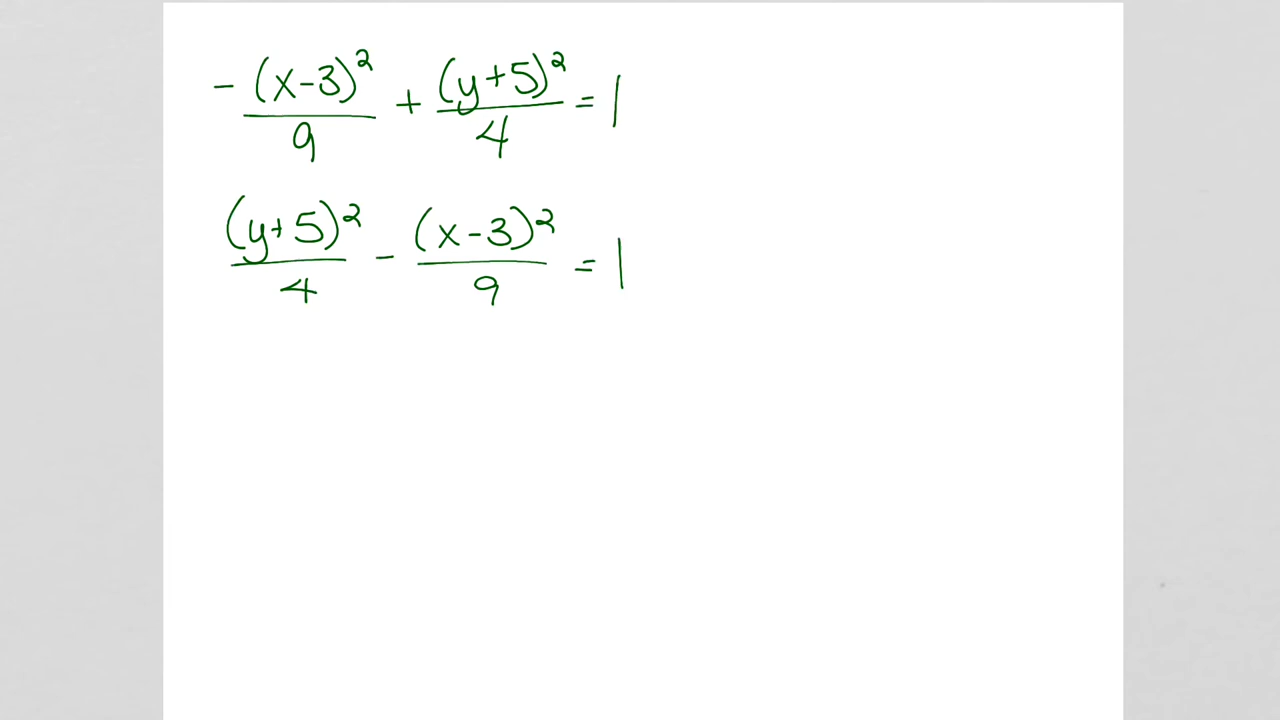 -(x-3)²/9 + (y+5)²/4 = 1
(y+5)²/4 - (x-3)²/9 = 1